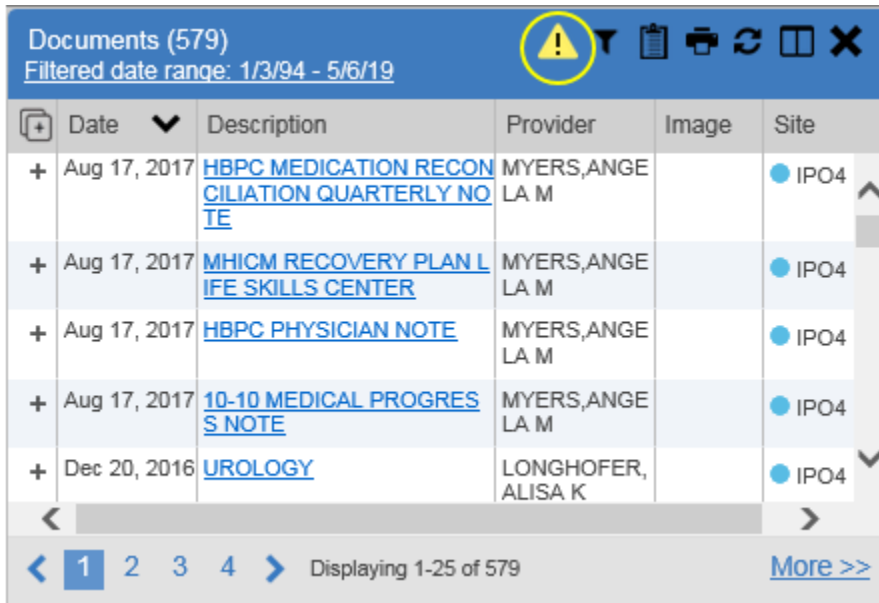 Documents (579)
Filtered date range: 1/3/94 - 5/6/19
Date Description Provider Image Site
Aug 17, 2017 HBPC MEDICATION RECON MYERS,ANGE IPO4
CILIATION QUARTERLY NO LA M
TE
Aug 17, 2017 MHICM RECOVERY PLAN L MYERS,ANGE IPO4
IFE SKILLS CENTER LA M
Aug 17, 2017 HBPC PHYSICIAN NOTE MYERS,ANGE IPO4
LA M
Aug 17, 2017 10-10 MEDICAL PROGRES MYERS,ANGE IPO4
S NOTE LA M
Dec 20, 2016 UROLOGY LONGHOFER, IPO4
ALISA K
1 2 3 4 Displaying 1-25 of 579 More >>